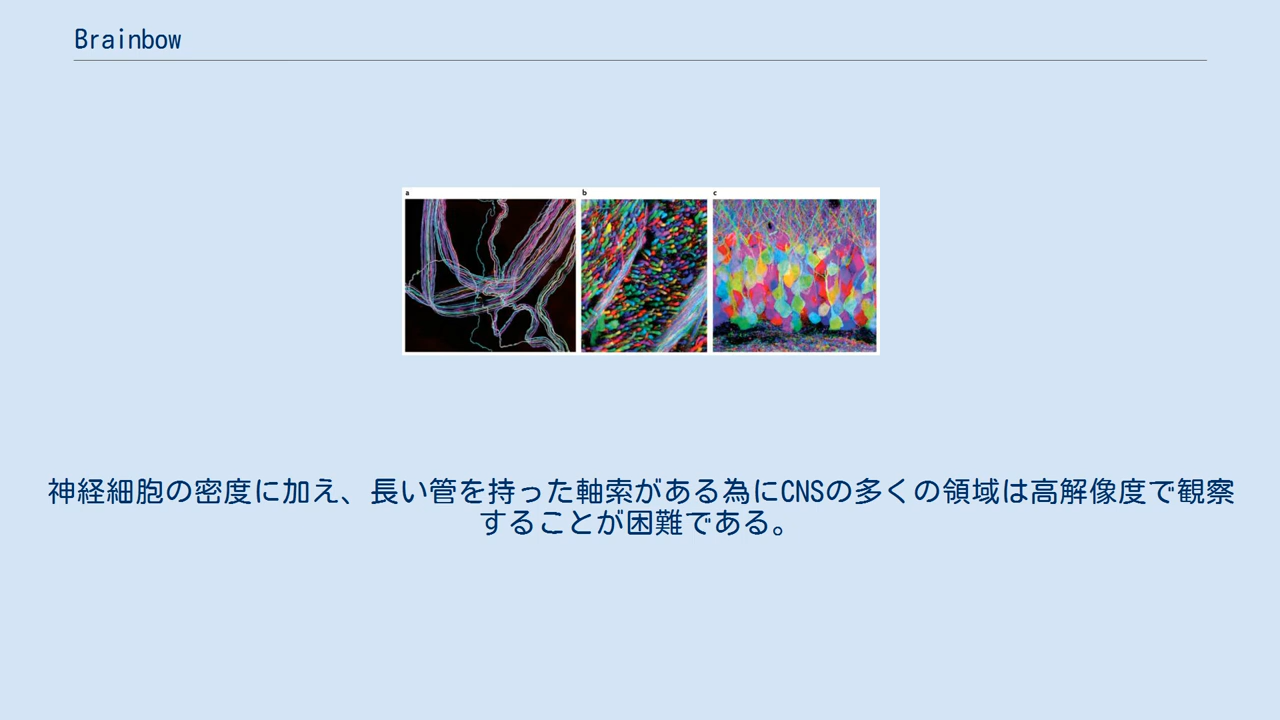 Brainbow
a
b
c
神経細胞の密度に加え、長い管を持った軸索がある為にCNSの多くの領域は高解像度で観察
することが困難である。